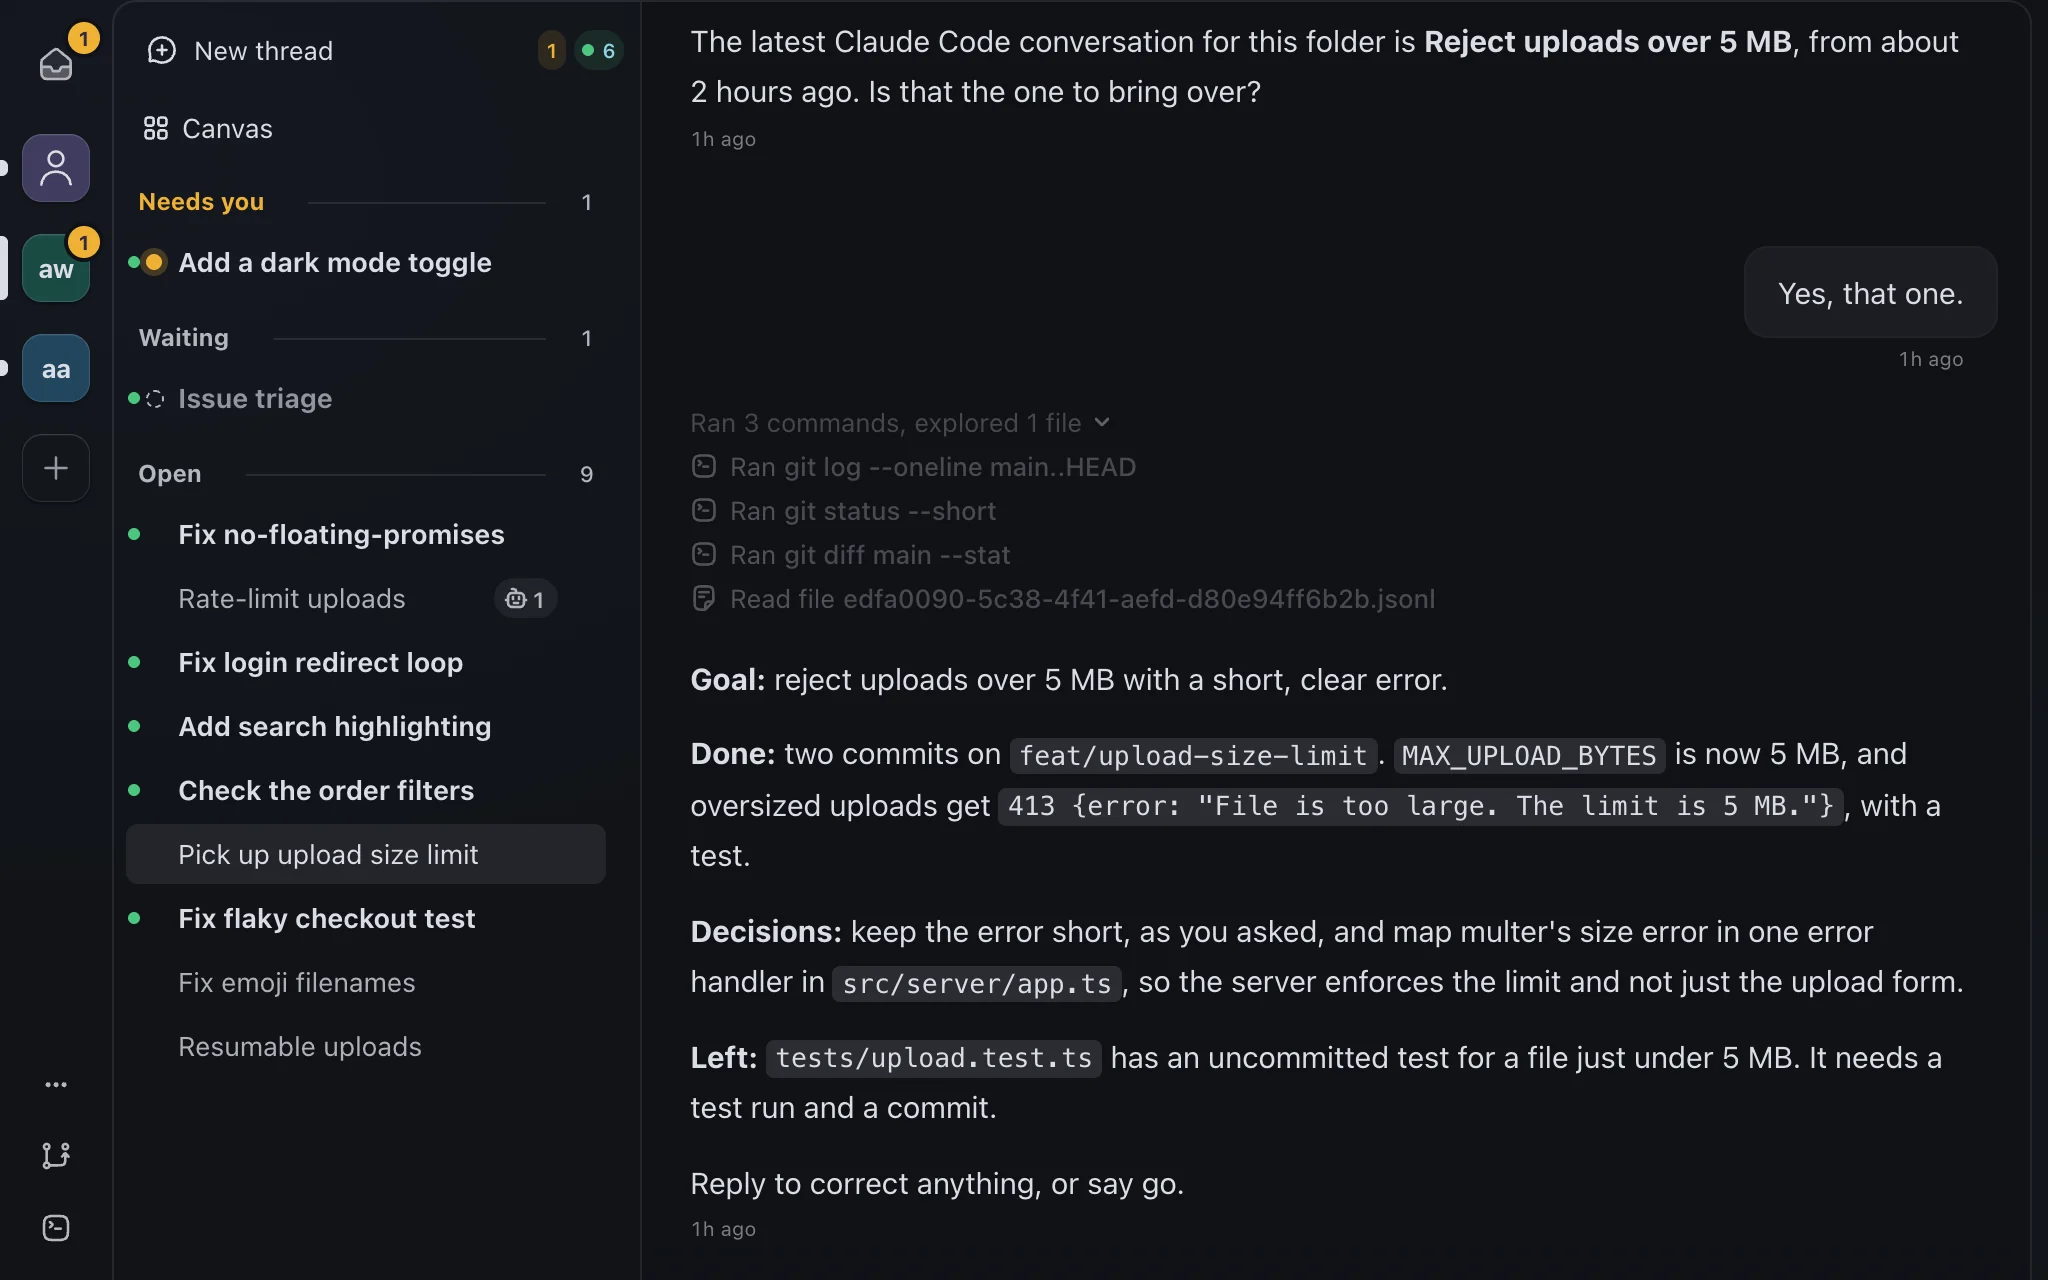 1
aw
1
aa
New thread
1
6
Canvas
Needs you
1
Add a dark mode toggle
Waiting
1
Issue triage
Open
9
Fix no-floating-promises
Rate-limit uploads
1
Fix login redirect loop
Add search highlighting
Check the order filters
Pick up upload size limit
Fix flaky checkout test
Fix emoji filenames
Resumable uploads
The latest Claude Code conversation for this folder is Reject uploads over 5 MB, from about
2 hours ago. Is that the one to bring over?
1h ago
Yes, that one.
1h ago
Ran 3 commands, explored 1 file
Ran git log --oneline main..HEAD
Ran git status --short
Ran git diff main --stat
Read file edfa0090-5c38-4f41-aefd-d80e94ff6b2b.jsonl
Goal: reject uploads over 5 MB with a short, clear error.
Done: two commits on feat/upload-size-limit. MAX_UPLOAD_BYTES is now 5 MB, and
oversized uploads get 413 {error: "File is too large. The limit is 5 MB."}, with a
test.
Decisions: keep the error short, as you asked, and map multer's size error in one error
handler in src/server/app.ts, so the server enforces the limit and not just the upload form.
Left: tests/upload.test.ts has an uncommitted test for a file just under 5 MB. It needs a
test run and a commit.
Reply to correct anything, or say go.
1h ago